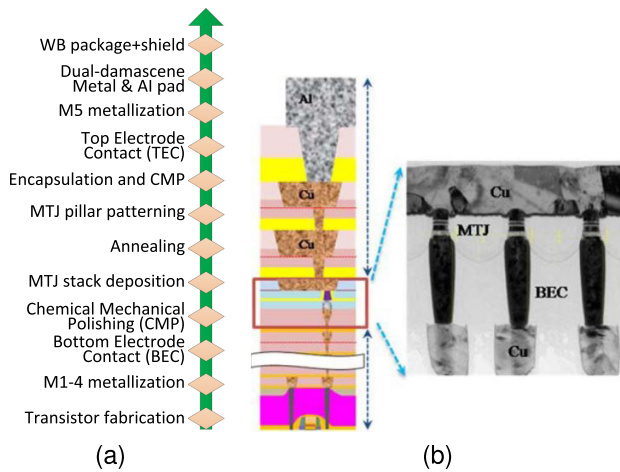 WB package+shield
Dual-damascene
Metal & Al pad
M5 metallization
Top Electrode
Contact (TEC)
Encapsulation and CMP
MTJ pillar patterning
Annealing
MTJ stack deposition
Chemical Mechanical
Polishing (CMP)
Bottom Electrode
Contact (BEC)
M1-4 metallization
Transistor fabrication
(a)
Al
Cu
Cu
Cu
MTJ
BEC
Cu
(b)